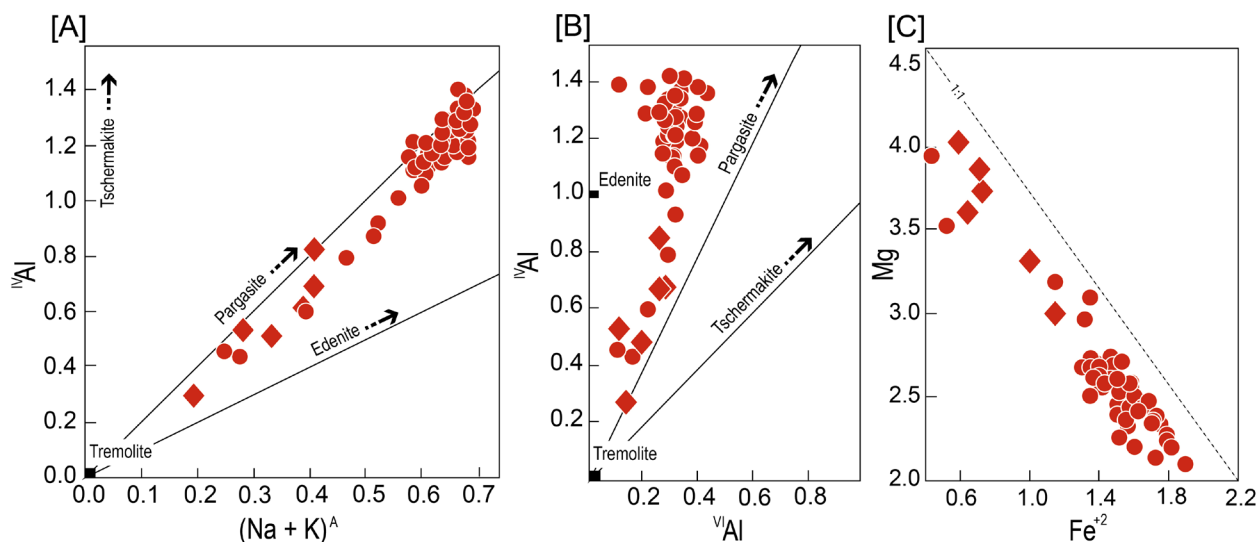 [A]
[B]
[C]
1.4
1.2
1.0
0.8
0.6
0.4
0.2
0.0
IVAl
Tschermakite
Pargasite
Edenite
Tremolite
0.0
0.1
0.2
0.3
0.4
0.5
0.6
0.7
(Na + K)A
1.4
1.2
1.0
0.8
0.6
0.4
0.2
IVAl
Edenite
Pargasite
Tschermakite
Tremolite
0.2
0.4
0.6
0.8
VIAl
4.5
4.0
3.5
3.0
2.5
2.0
Mg
1:1
0.6
1.0
1.4
1.8
2.2
Fe+2